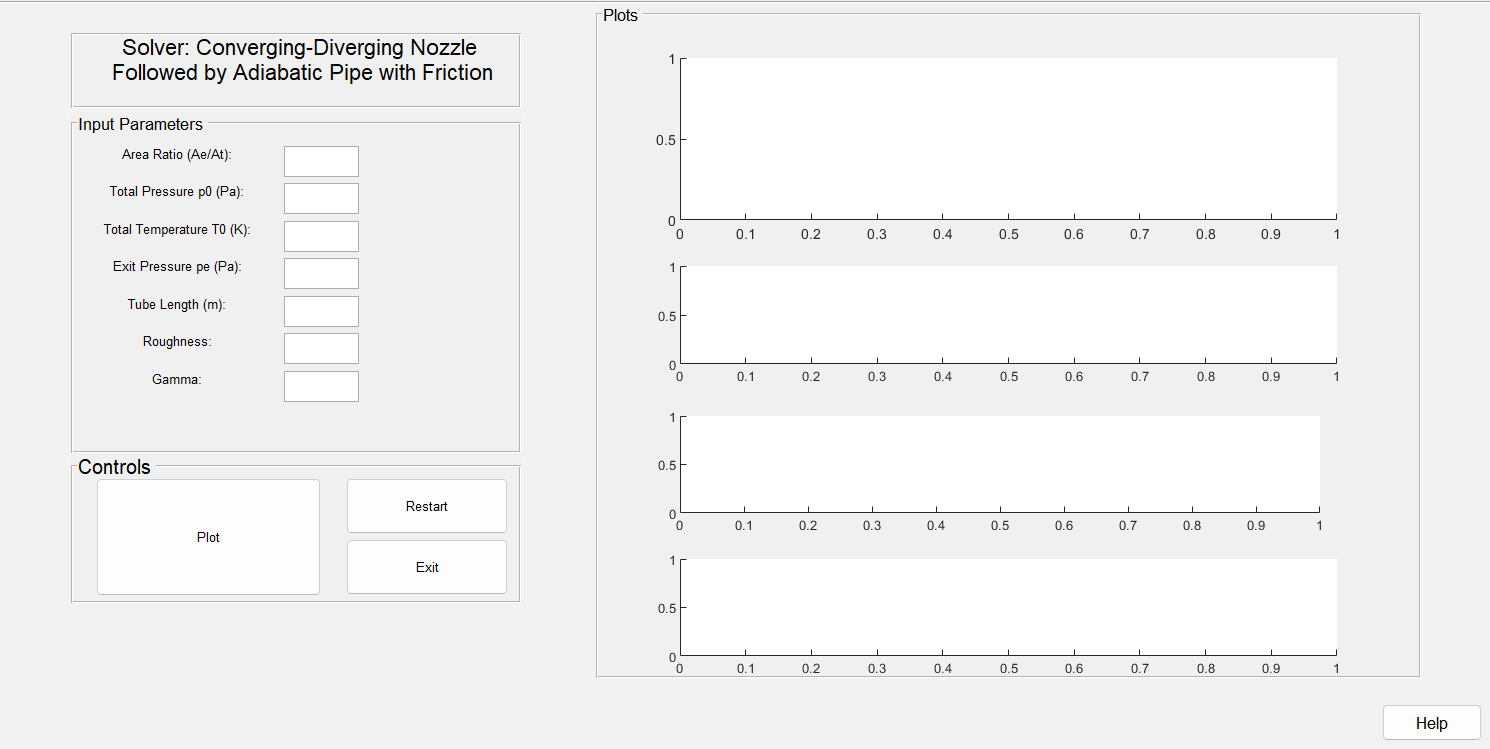 Solver: Converging-Diverging Nozzle
Followed by Adiabatic Pipe with Friction
Input Parameters
Area Ratio (Ae/At):
Total Pressure p0 (Pa):
Total Temperature T0 (K):
Exit Pressure pe (Pa):
Tube Length (m):
Roughness:
Gamma:
Controls
Plot
Restart
Exit
Plots
1
0.5
0
0 0.1 0.2 0.3 0.4 0.5 0.6 0.7 0.8 0.9 1
1
0.5
0
0 0.1 0.2 0.3 0.4 0.5 0.6 0.7 0.8 0.9 1
1
0.5
0
0 0.1 0.2 0.3 0.4 0.5 0.6 0.7 0.8 0.9 1
1
0.5
0
0 0.1 0.2 0.3 0.4 0.5 0.6 0.7 0.8 0.9 1
Help